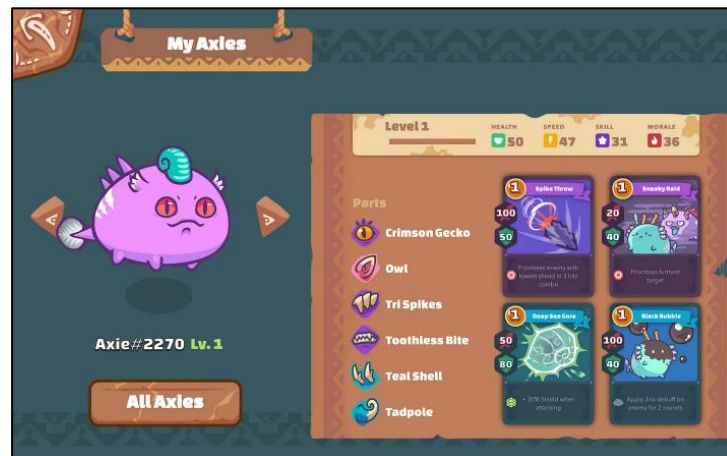 My Axies
Level 1
HEALTH
50
SPEED
47
SKILL
31
MORALE
36
Parts
Crimson Gecko
Owl
Tri Spikes
Toothless Bite
Teal Shell
Tadpole
1 Spike Throw
100
50
Prioritizes enemy with
lowest shield in 3 hits
combo
1 Sneaky Raid
20
40
Prioritizes furthest
target
1 Deep Sea Gore
50
80
+ 30% Shield when
attacking
1 Black Bubble
100
40
Apply Jinx debuff on
enemy for 2 rounds
Axie#2270 Lv. 1
All Axies